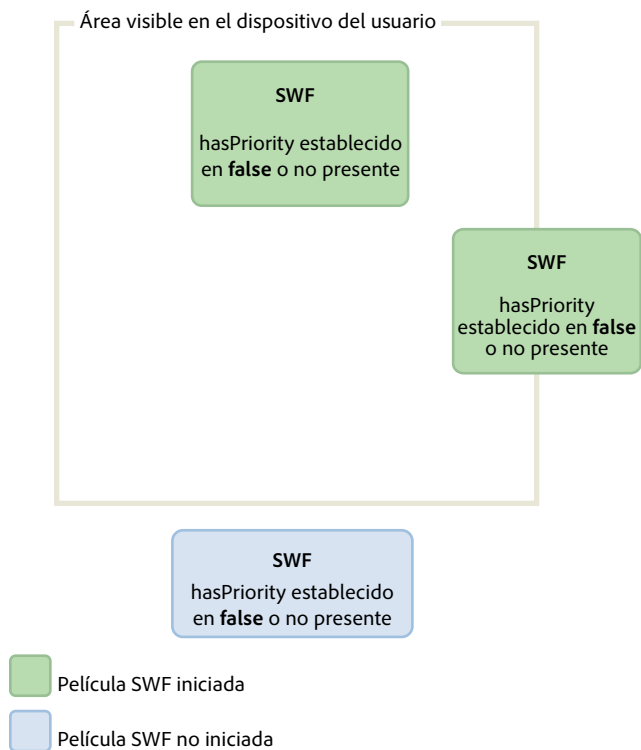 Área visible en el dispositivo del usuario
SWF
hasPriority establecido
en false o no presente
SWF
hasPriority
establecido en false
o no presente
SWF
hasPriority establecido
en false o no presente
Película SWF iniciada
Película SWF no iniciada